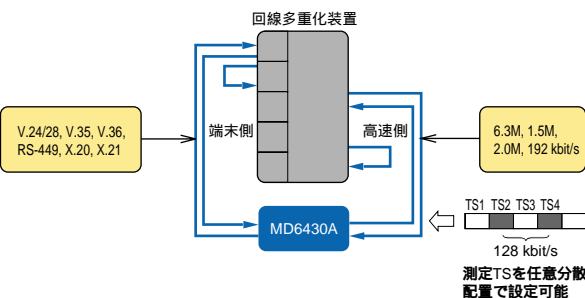 回線多重化装置
V.24/28, V.35, V.36,
RS-449, X.20, X.21
端末側
高速側
6.3M, 1.5M,
2.0M, 192 kbit/s
MD6430A
TS1 TS2 TS3 TS4
128 kbit/s
測定TSを任意分散
配置で設定可能